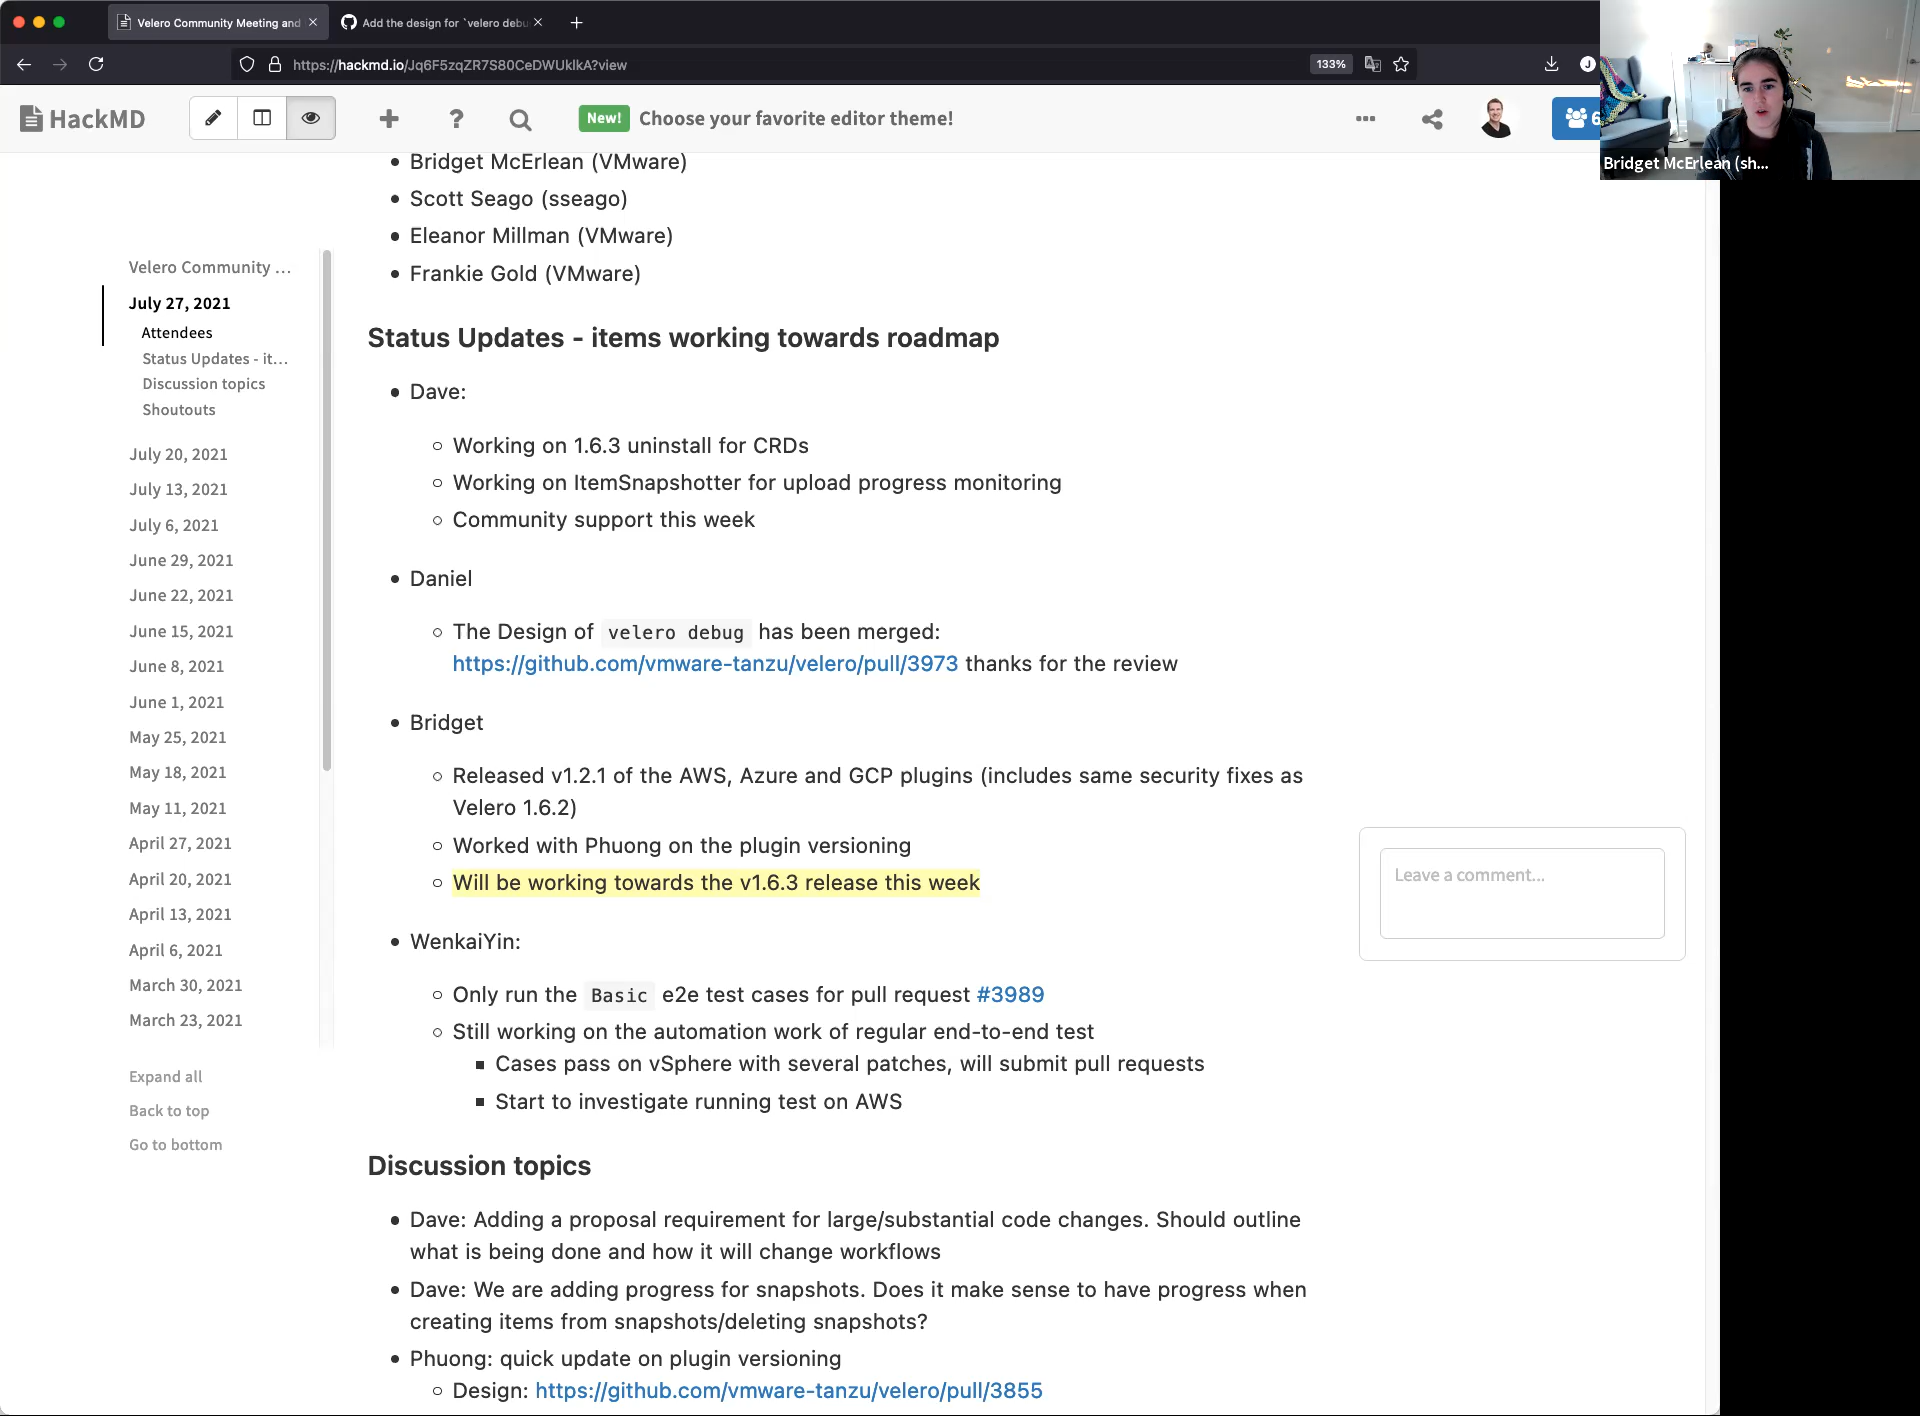 Velero Community Meeting and
Add the design for `velero debu
https://hackmd.io/Jq6F5zqZR7S80CeDWUklkA?view
133%
J
HackMD
New! Choose your favorite editor theme!
6
Bridget McErlean (sh...
Velero Community ...
July 27, 2021
Attendees
Status Updates - it...
Discussion topics
Shoutouts
July 20, 2021
July 13, 2021
July 6, 2021
June 29, 2021
June 22, 2021
June 15, 2021
June 8, 2021
June 1, 2021
May 25, 2021
May 18, 2021
May 11, 2021
April 27, 2021
April 20, 2021
April 13, 2021
April 6, 2021
March 30, 2021
March 23, 2021
Expand all
Back to top
Go to bottom
Bridget McErlean (VMware)
Scott Seago (sseago)
Eleanor Millman (VMware)
Frankie Gold (VMware)
Status Updates - items working towards roadmap
Dave:
Working on 1.6.3 uninstall for CRDs
Working on ItemSnapshotter for upload progress monitoring
Community support this week
Daniel
The Design of velero debug has been merged:
https://github.com/vmware-tanzu/velero/pull/3973 thanks for the review
Bridget
Released v1.2.1 of the AWS, Azure and GCP plugins (includes same security fixes as
Velero 1.6.2)
Worked with Phuong on the plugin versioning
Will be working towards the v1.6.3 release this week
WenkaiYin:
Only run the Basic e2e test cases for pull request #3989
Still working on the automation work of regular end-to-end test
Cases pass on vSphere with several patches, will submit pull requests
Start to investigate running test on AWS
Discussion topics
Dave: Adding a proposal requirement for large/substantial code changes. Should outline
what is being done and how it will change workflows
Dave: We are adding progress for snapshots. Does it make sense to have progress when
creating items from snapshots/deleting snapshots?
Phuong: quick update on plugin versioning
Design: https://github.com/vmware-tanzu/velero/pull/3855
Leave a comment...